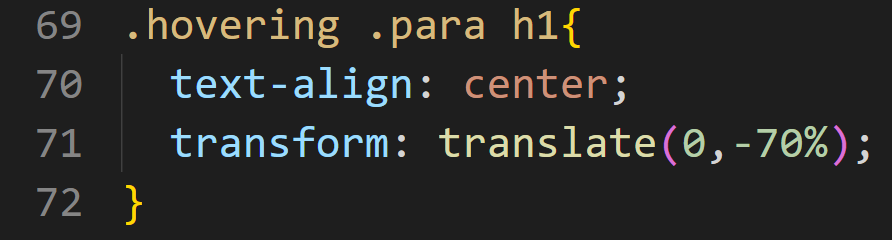 69 .hovering .para h1{
70 text-align: center;
71 transform: translate(0,-70%);
72 }